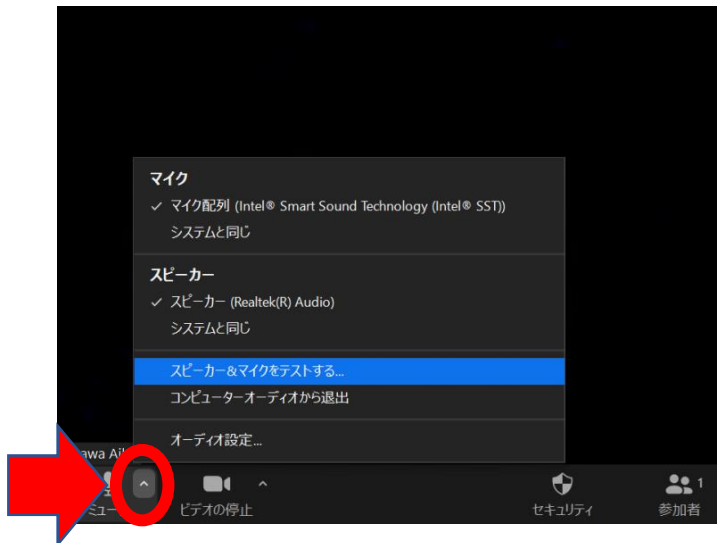 マイク
✓ マイク配列 (Intel® Smart Sound Technology (Intel® SST))
システムと同じ
スピーカー
✓ スピーカー (Realtek(R) Audio)
システムと同じ
スピーカー&マイクをテストする...
コンピューターオーディオから退出
オーディオ設定...
ビデオの停止
セキュリティ
1
参加者